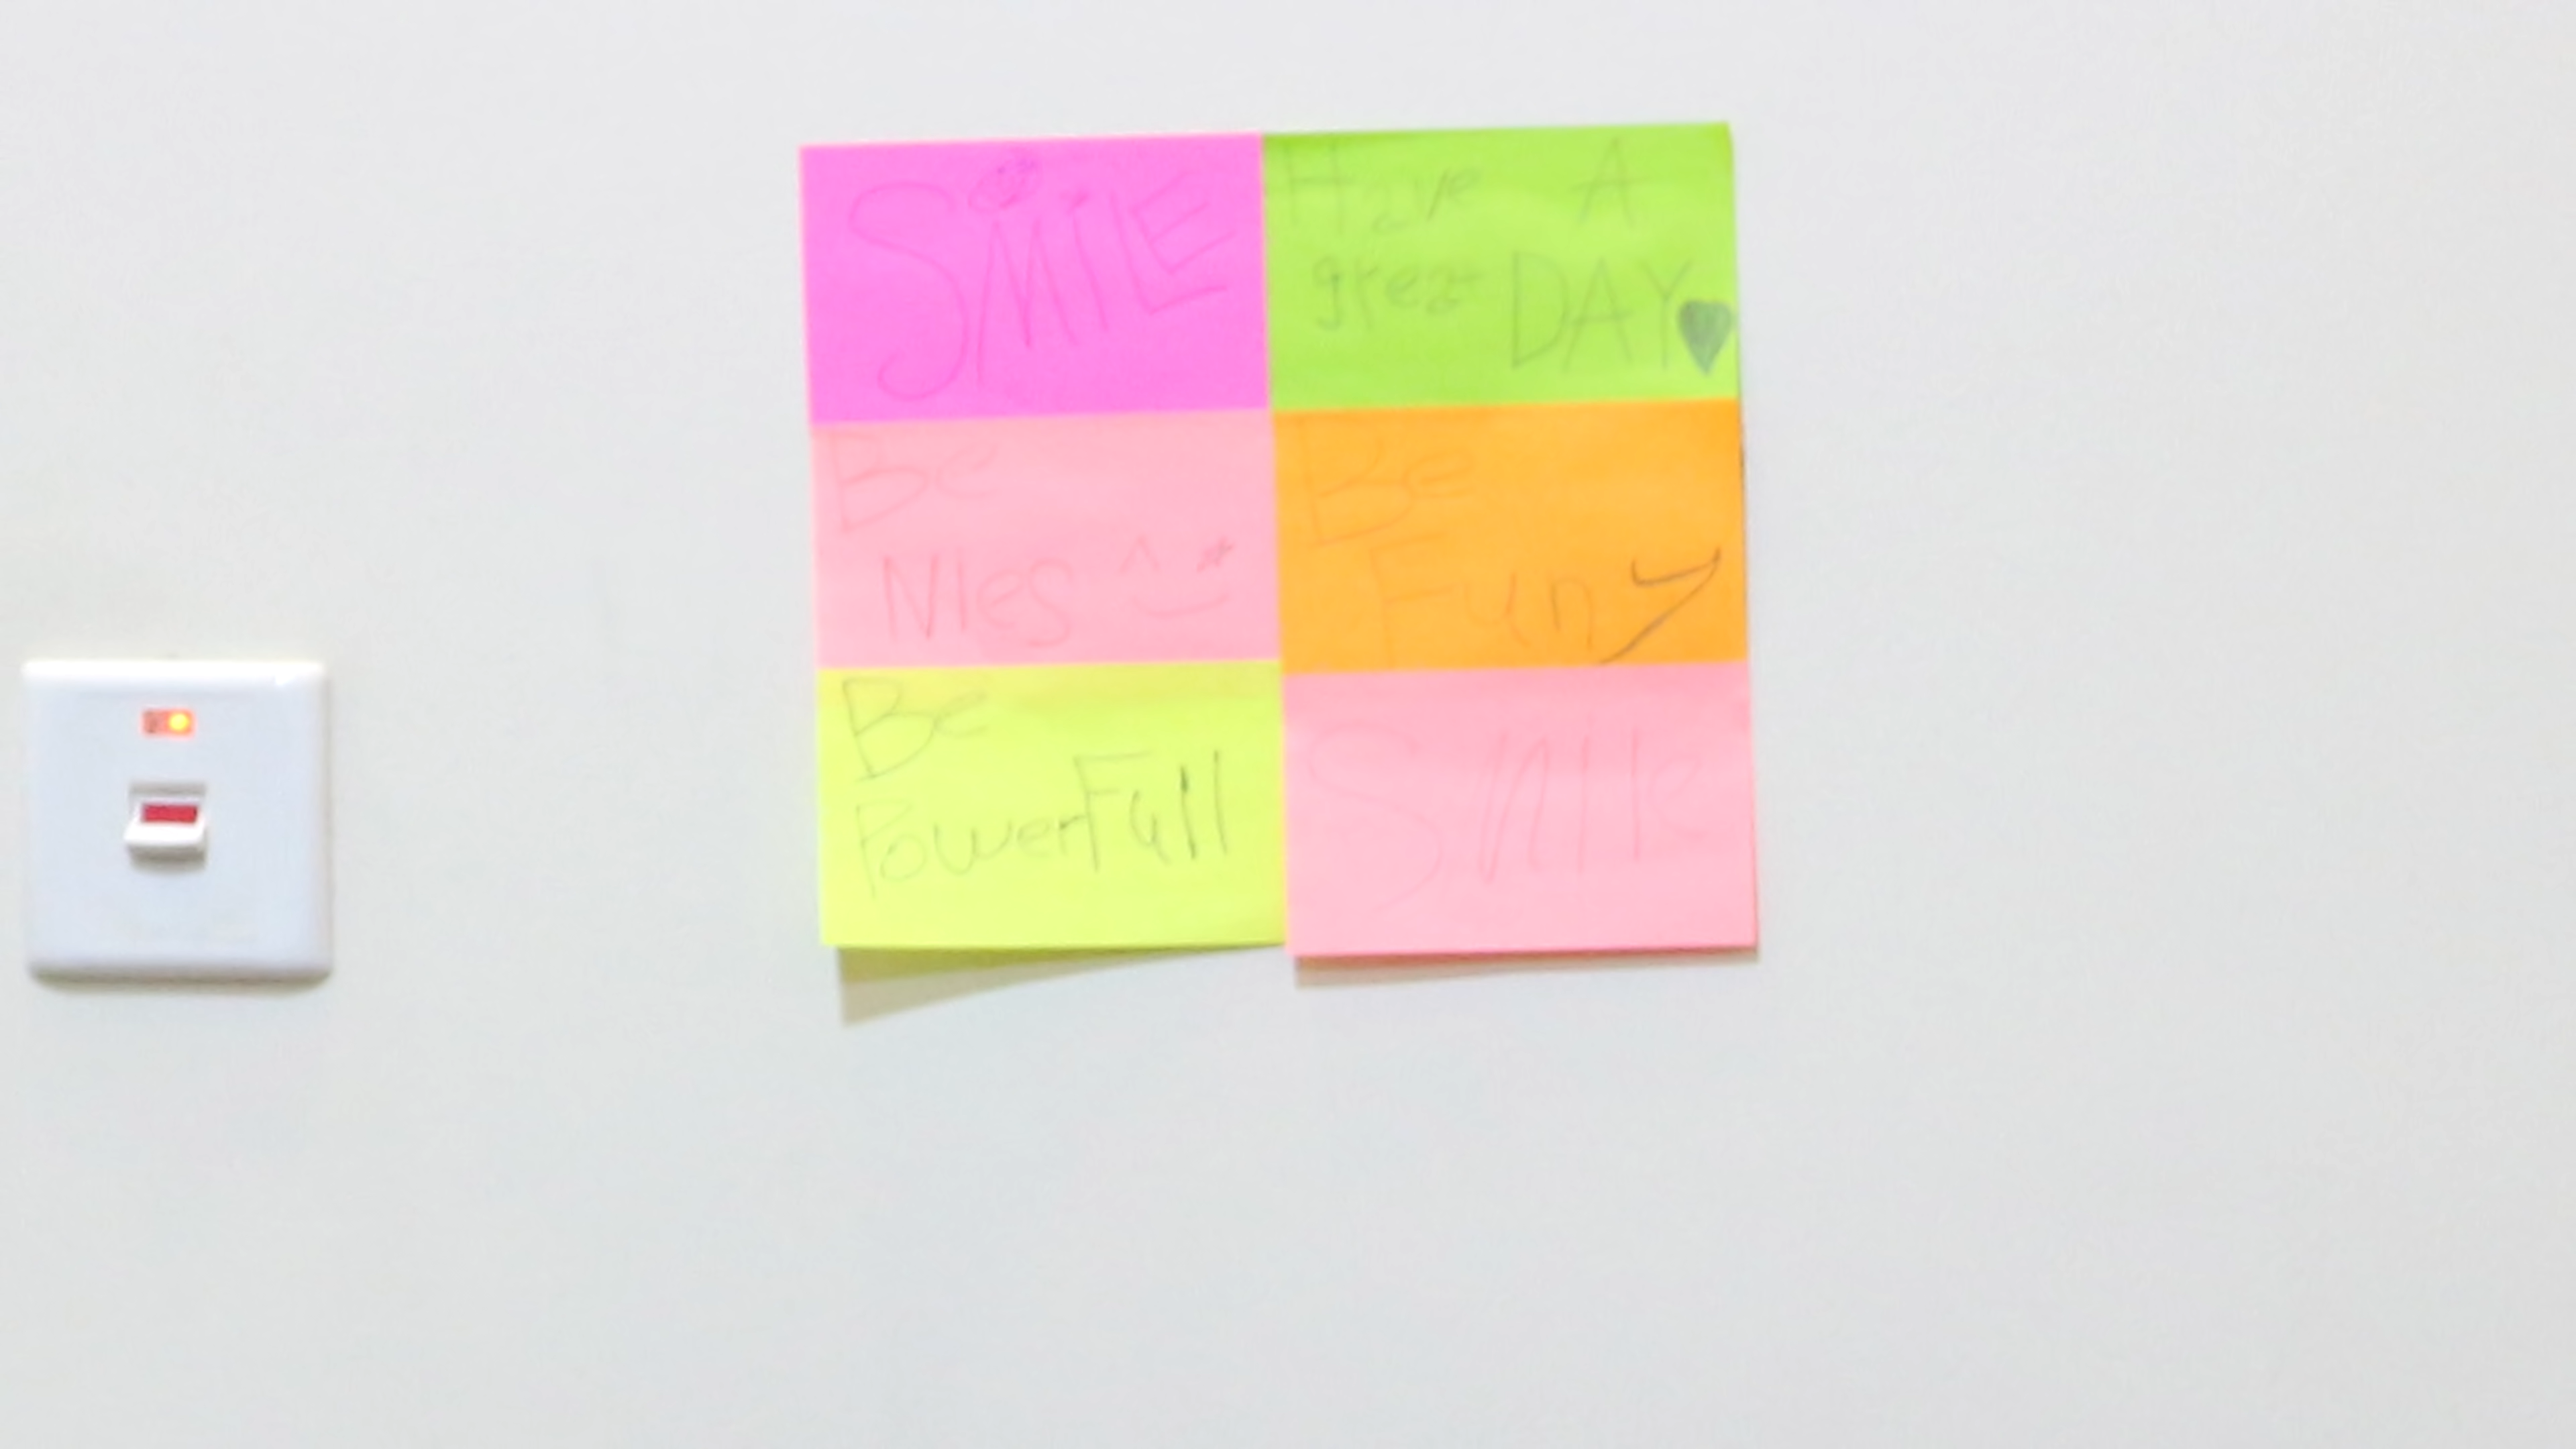 SMiLE
Have A
great DAY
Be
NIes
Be
Funy
Be
PowerFull
Smile